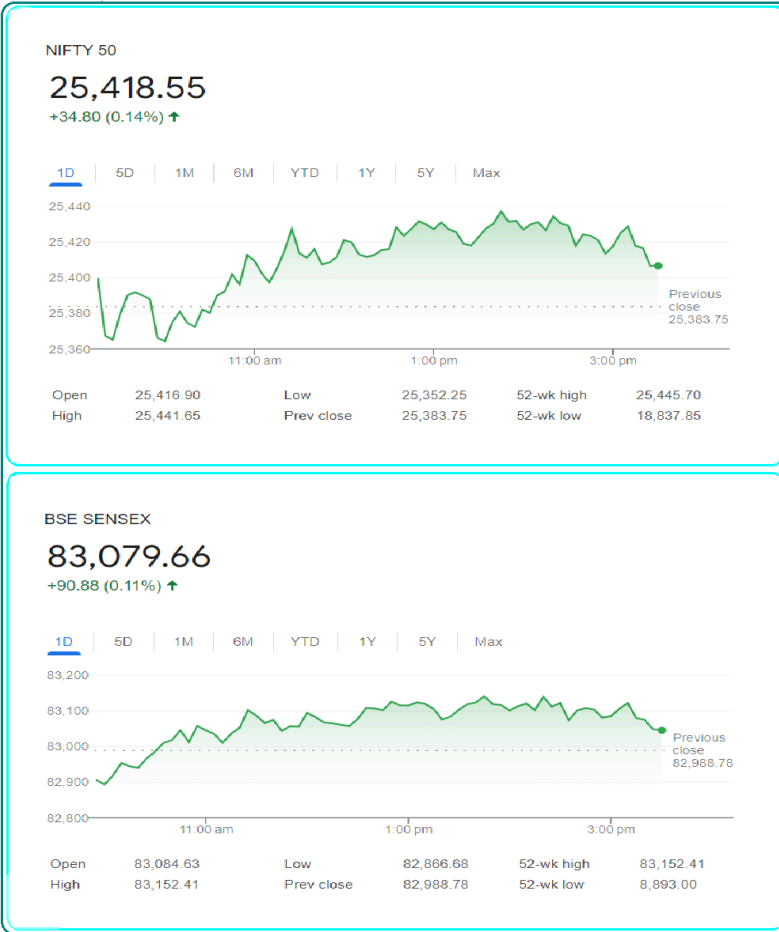 NIFTY 50
25,418.55
+34.80 (0.14%) ↑
1D 5D 1M 6M YTD 1Y 5Y Max
25,440
25,420
25,400
25,380
25,360
Previous
close
25,383.75
11:00 am 1:00 pm 3:00 pm
Open 25,416.90 Low 25,352.25 52-wk high 25,445.70
High 25,441.65 Prev close 25,383.75 52-wk low 18,837.85
BSE SENSEX
83,079.66
+90.88 (0.11%) ↑
1D 5D 1M 6M YTD 1Y 5Y Max
83,200
83,100
83,000
82,900
82,800
Previous
close
82,988.78
11:00 am 1:00 pm 3:00 pm
Open 83,084.63 Low 82,866.68 52-wk high 83,152.41
High 83,152.41 Prev close 82,988.78 52-wk low 8,893.00